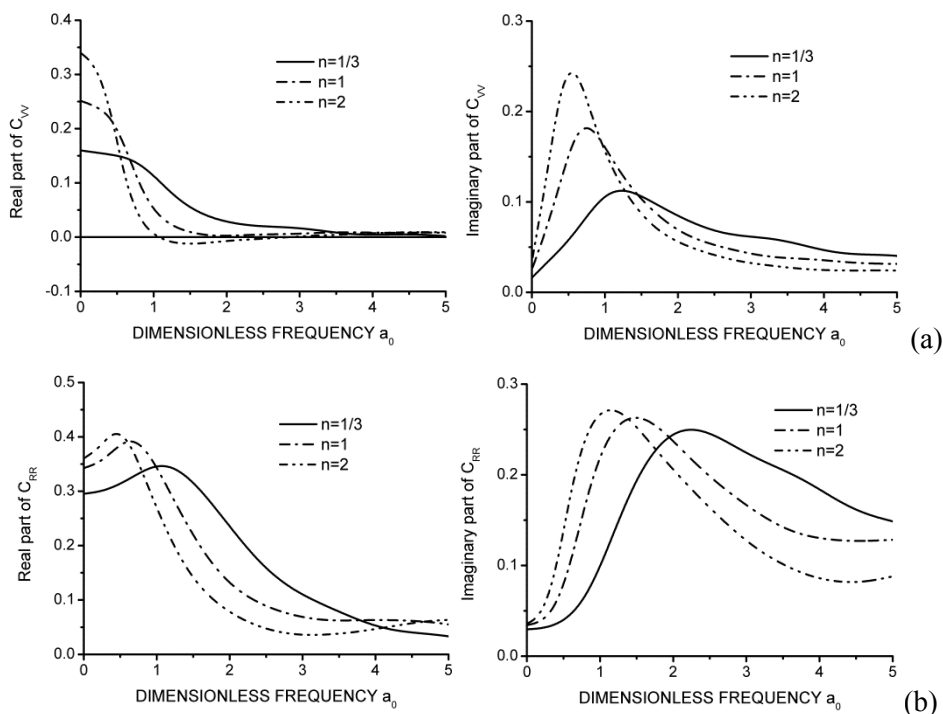 0.4
0.3
0.2
0.1
0.0
-0.1
Real part of C_VV
n=1/3
n=1
n=2
0 1 2 3 4 5
DIMENSIONLESS FREQUENCY a_0
0.3
0.2
0.1
0.0
Imaginary part of C_VV
n=1/3
n=1
n=2
0 1 2 3 4 5
DIMENSIONLESS FREQUENCY a_0
(a)
0.5
0.4
0.3
0.2
0.1
0.0
Real part of C_RR
n=1/3
n=1
n=2
0 1 2 3 4 5
DIMENSIONLESS FREQUENCY a_0
0.3
0.2
0.1
0.0
Imaginary part of C_RR
n=1/3
n=1
n=2
0 1 2 3 4 5
DIMENSIONLESS FREQUENCY a_0
(b)